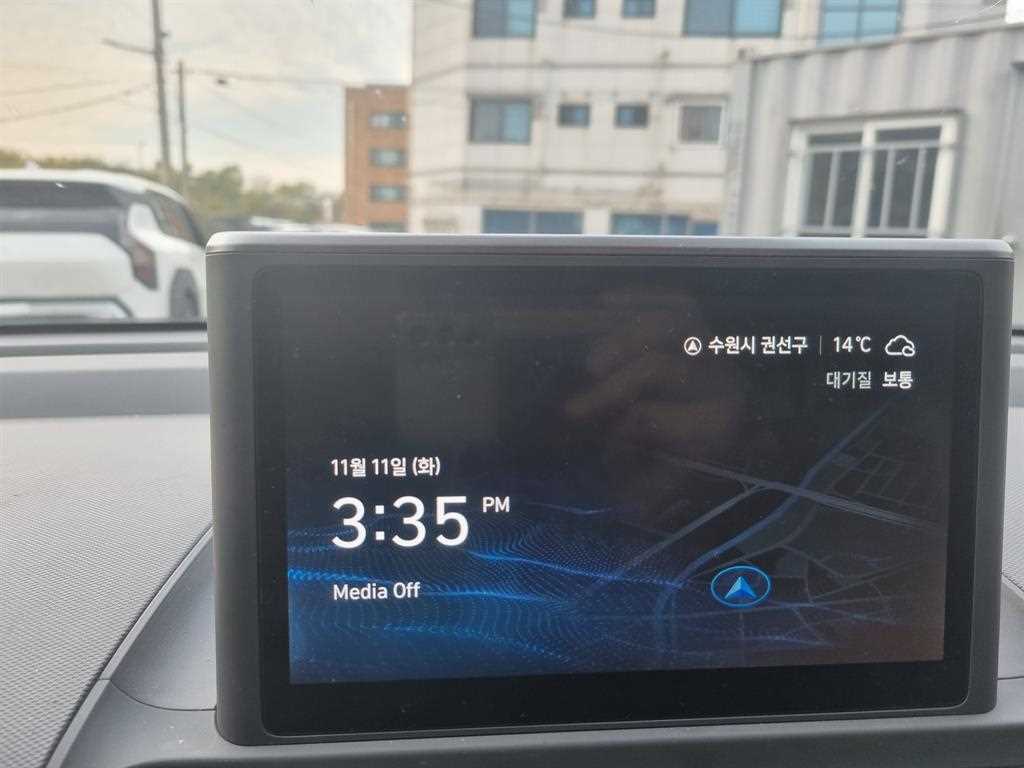 수원시 권선구 | 14°C
대기질 보통
11월 11일 (화)
3:35 PM
Media Off